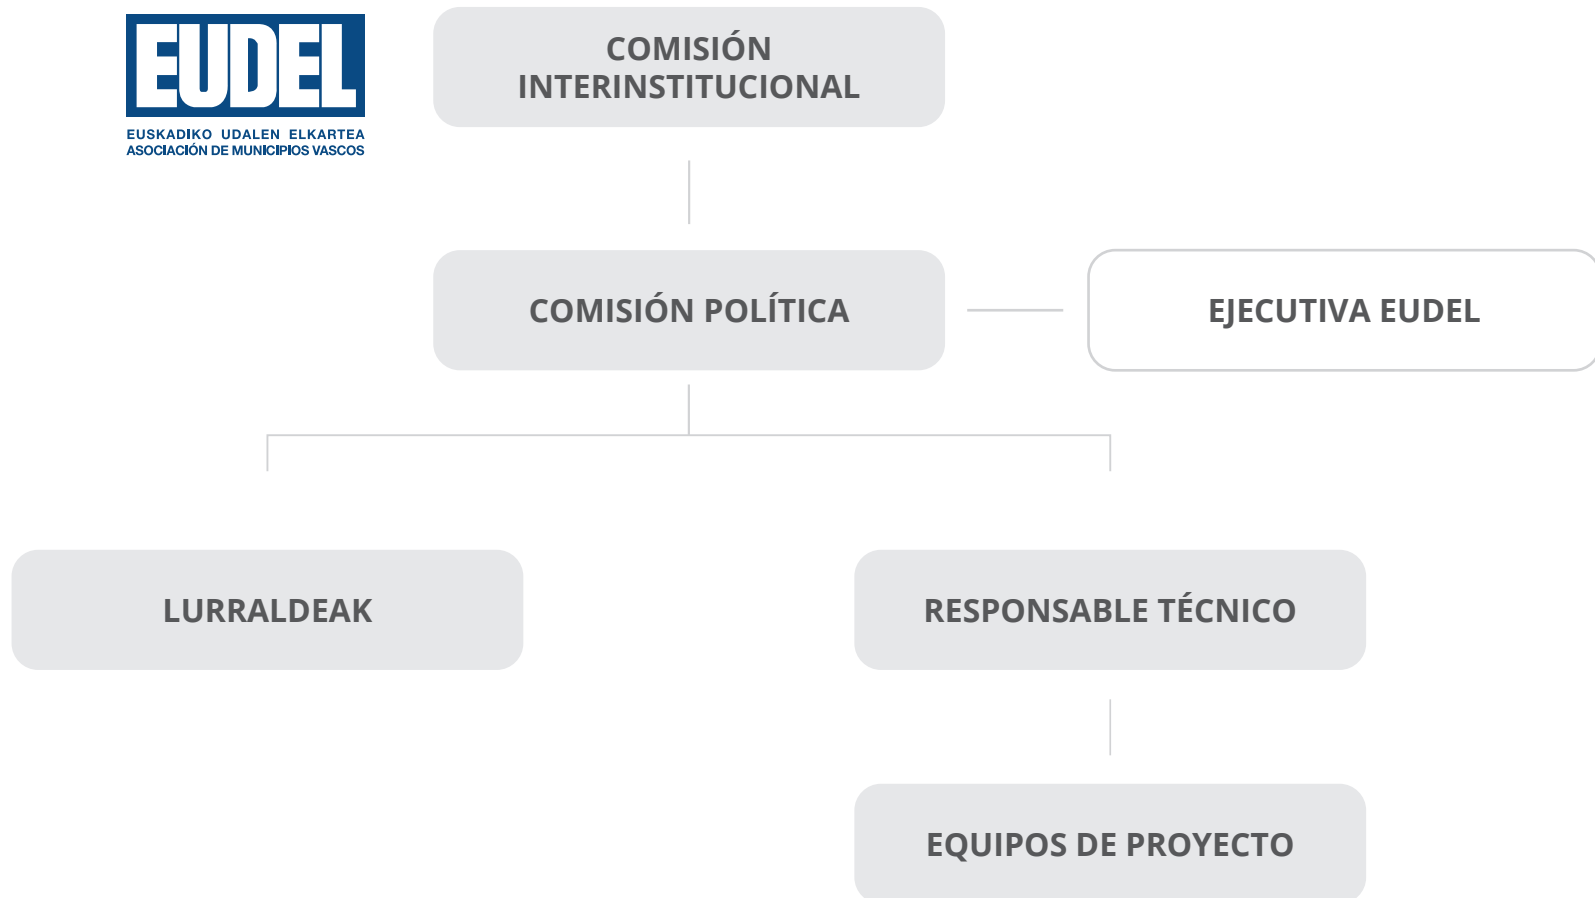 EUDEL
EUSKADIKO UDALEN ELKARTEA
ASOCIACIÓN DE MUNICIPIOS VASCOS
COMISIÓN
INTERINSTITUCIONAL
COMISIÓN POLÍTICA
EJECUTIVA EUDEL
LURRALDEAK
RESPONSABLE TÉCNICO
EQUIPOS DE PROYECTO